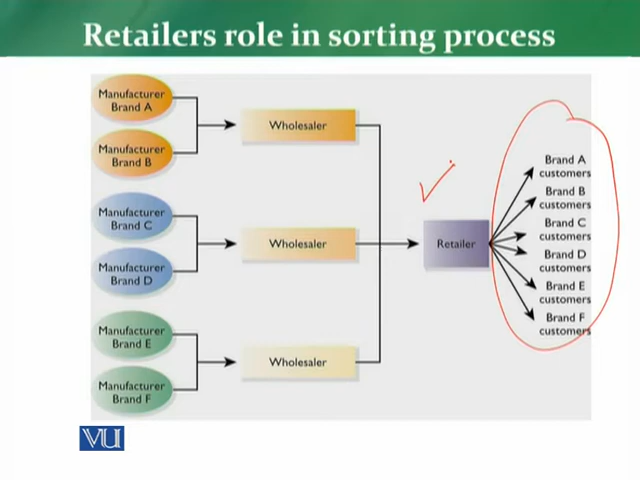 Retailers role in sorting process
Manufacturer
Brand A
Manufacturer
Brand B
Wholesaler
Manufacturer
Brand C
Manufacturer
Brand D
Wholesaler
Manufacturer
Brand E
Manufacturer
Brand F
Wholesaler
Retailer
Brand A
customers
Brand B
customers
Brand C
customers
Brand D
customers
Brand E
customers
Brand F
customers
VU